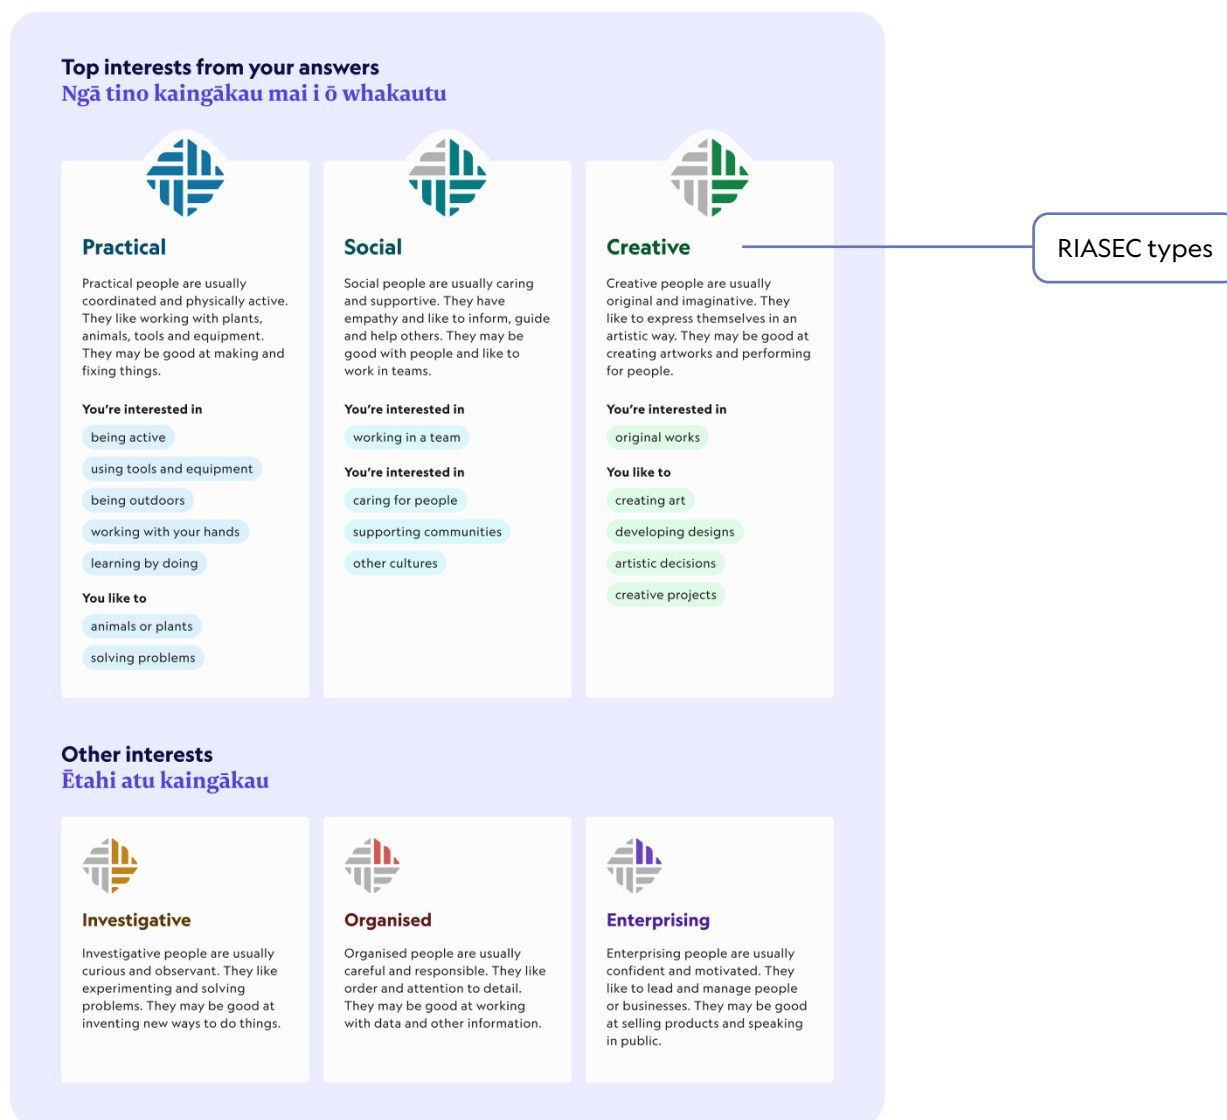 Top interests from your answers
Ngā tino kaingākau mai i ō whakautu
Practical
Practical people are usually
coordinated and physically active.
They like working with plants,
animals, tools and equipment.
They may be good at making and
fixing things.
You're interested in
being active
using tools and equipment
being outdoors
working with your hands
learning by doing
You like to
animals or plants
solving problems
Social
Social people are usually caring
and supportive. They have
empathy and like to inform, guide
and help others. They may be
good with people and like to
work in teams.
You're interested in
working in a team
You're interested in
caring for people
supporting communities
other cultures
Creative
Creative people are usually
original and imaginative. They
like to express themselves in an
artistic way. They may be good at
creating artworks and performing
for people.
You're interested in
original works
You like to
creating art
developing designs
artistic decisions
creative projects
RIASEC types
Other interests
Ētahi atu kaingākau
Investigative
Investigative people are usually
curious and observant. They like
experimenting and solving
problems. They may be good at
inventing new ways to do things.
Organised
Organised people are usually
careful and responsible. They like
order and attention to detail.
They may be good at working
with data and other information.
Enterprising
Enterprising people are usually
confident and motivated. They
like to lead and manage people
or businesses. They may be good
at selling products and speaking
in public.